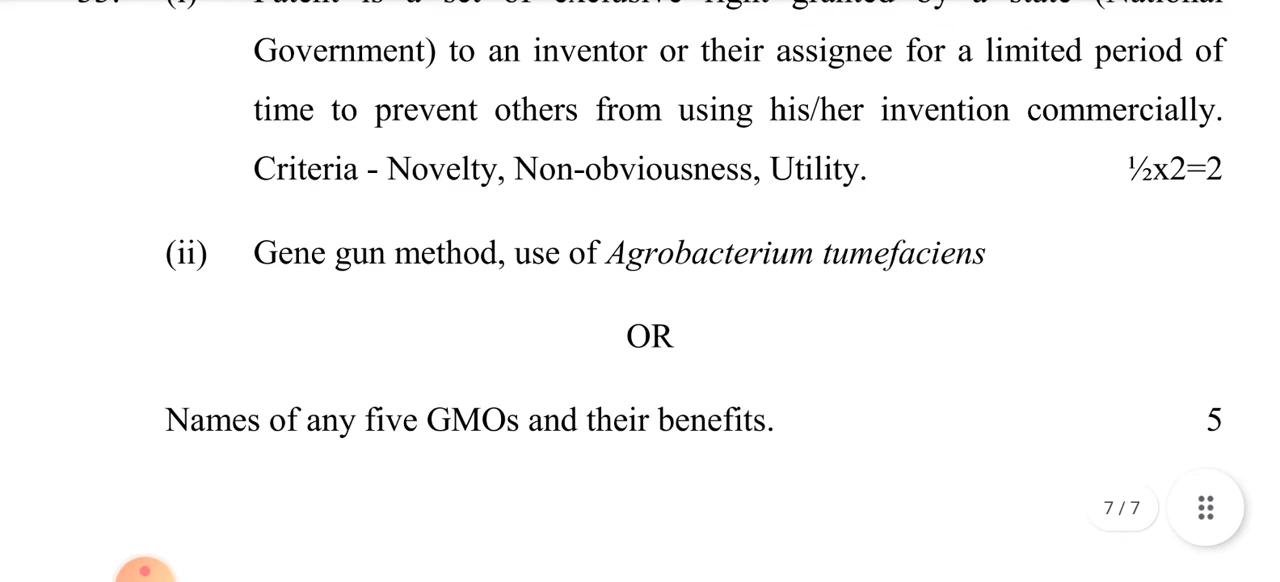 Government) to an inventor or their assignee for a limited period of
time to prevent others from using his/her invention commercially.
Criteria - Novelty, Non-obviousness, Utility. ½x2=2
(ii) Gene gun method, use of Agrobacterium tumefaciens
OR
Names of any five GMOs and their benefits. 5
7 / 7